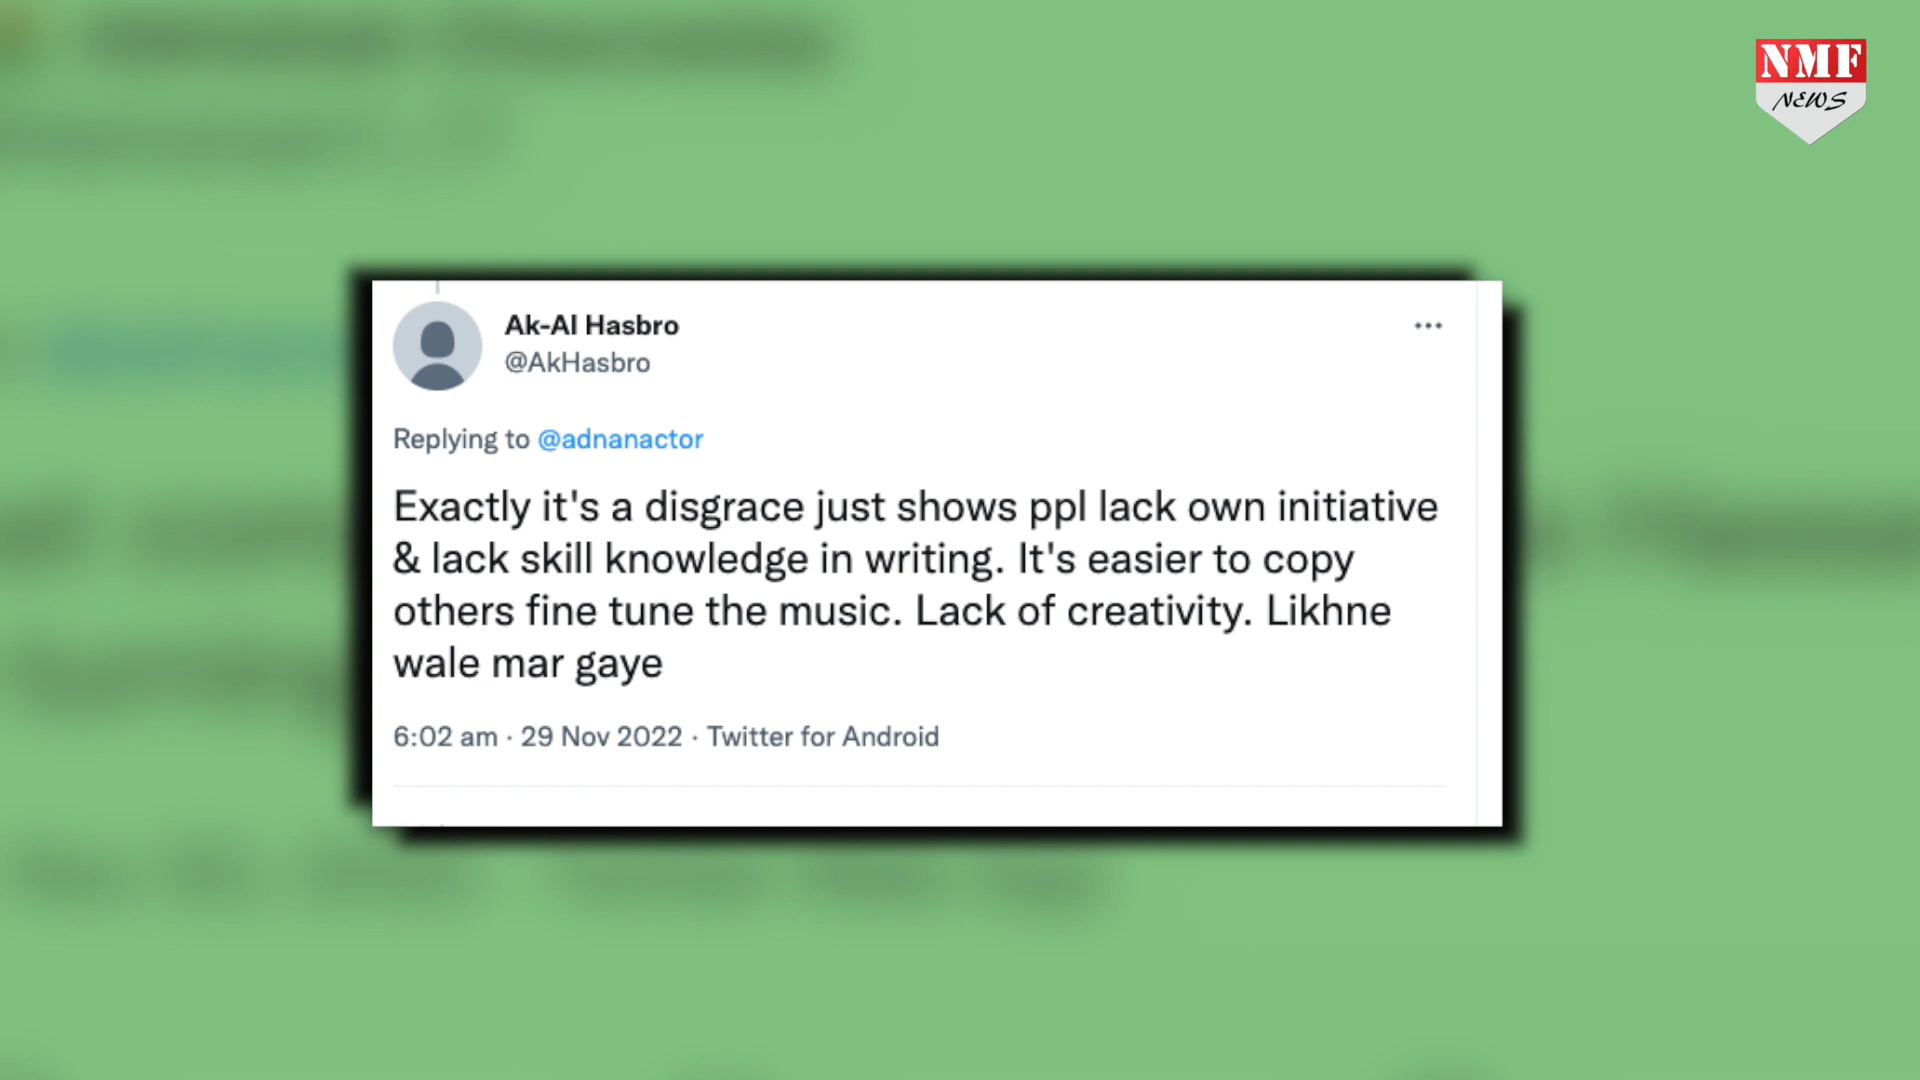 NMF
NEWS
Ak-Al Hasbro
@AkHasbro
Replying to @adnanactor
Exactly it's a disgrace just shows ppl lack own initiative
& lack skill knowledge in writing. It's easier to copy
others fine tune the music. Lack of creativity. Likhne
wale mar gaye
6:02 am · 29 Nov 2022 · Twitter for Android